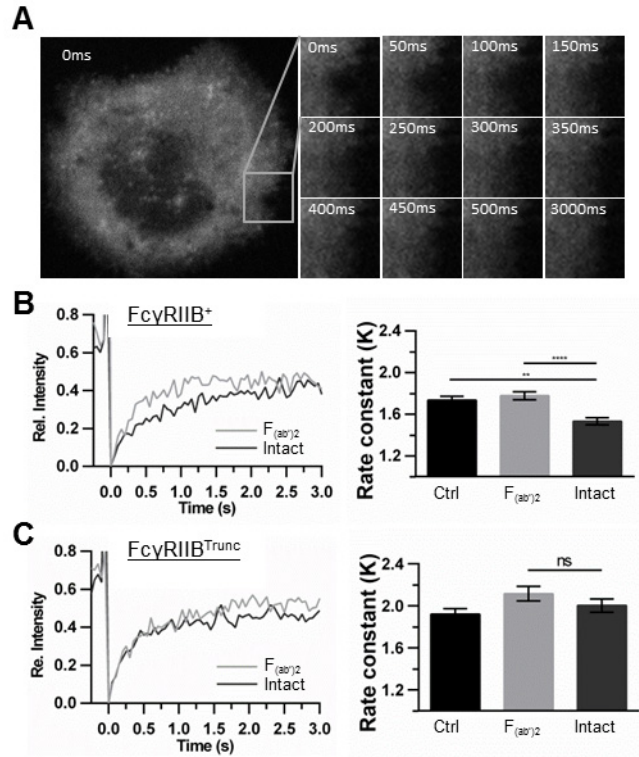 A
0ms
0ms 50ms 100ms 150ms
200ms 250ms 300ms 350ms
400ms 450ms 500ms 3000ms
B
FcγRIIB+
0.8
0.6
0.4
0.2
0.0
Rel. Intensity
F(ab')2
Intact
0.0 0.5 1.0 1.5 2.0 2.5 3.0
Time (s)
Rate constant (K)
2.4
2.0
1.6
1.2
****
**
Ctrl F(ab')2 Intact
C
FcγRIIBTrunc
0.8
0.6
0.4
0.2
0.0
Re. Intensity
F(ab')2
Intact
0.0 0.5 1.0 1.5 2.0 2.5 3.0
Time (s)
Rate constant (K)
2.4
2.0
1.6
1.2
ns
Ctrl F(ab')2 Intact